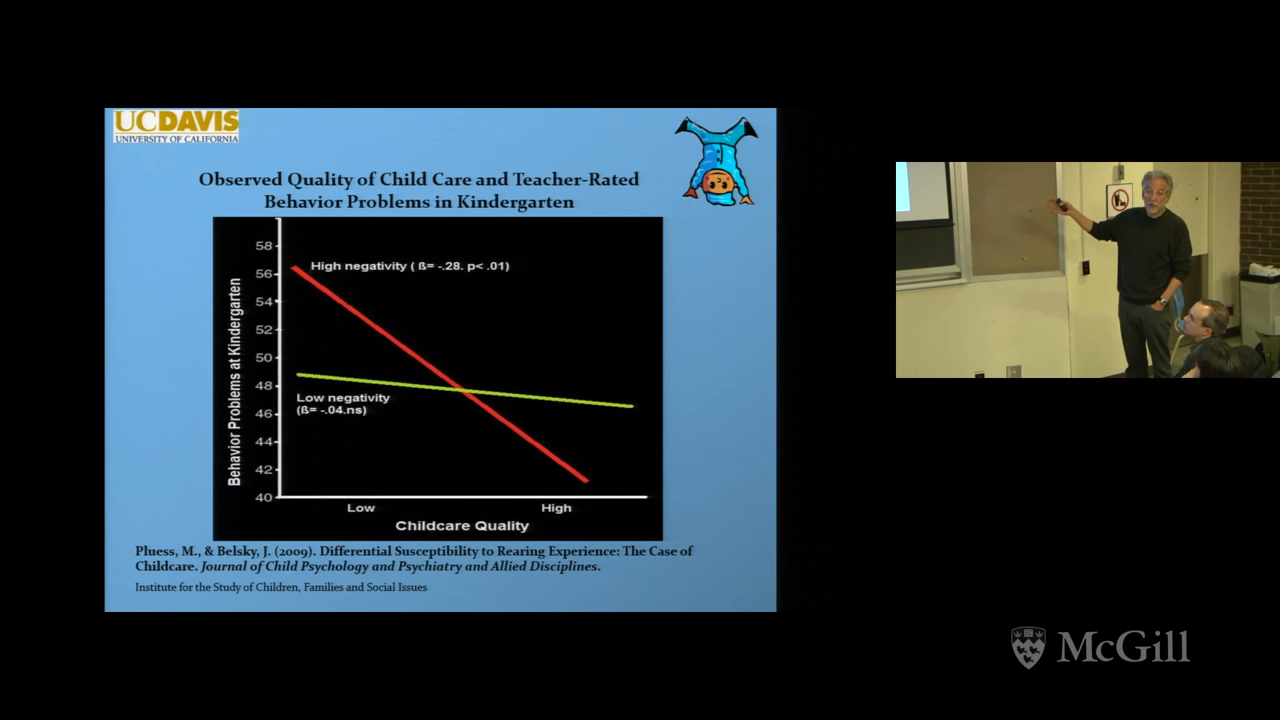 UCDAVIS
UNIVERSITY OF CALIFORNIA
Observed Quality of Child Care and Teacher-Rated
Behavior Problems in Kindergarten
Behavior Problems at Kindergarten
58
56
54
52
50
48
46
44
42
40
High negativity ( ß= -.28. p< .01)
Low negativity
(ß= -.04.ns)
Low
High
Childcare Quality
Pluess, M., & Belsky, J. (2009). Differential Susceptibility to Rearing Experience: The Case of
Childcare. Journal of Child Psychology and Psychiatry and Allied Disciplines.
Institute for the Study of Children, Families and Social Issues
McGill